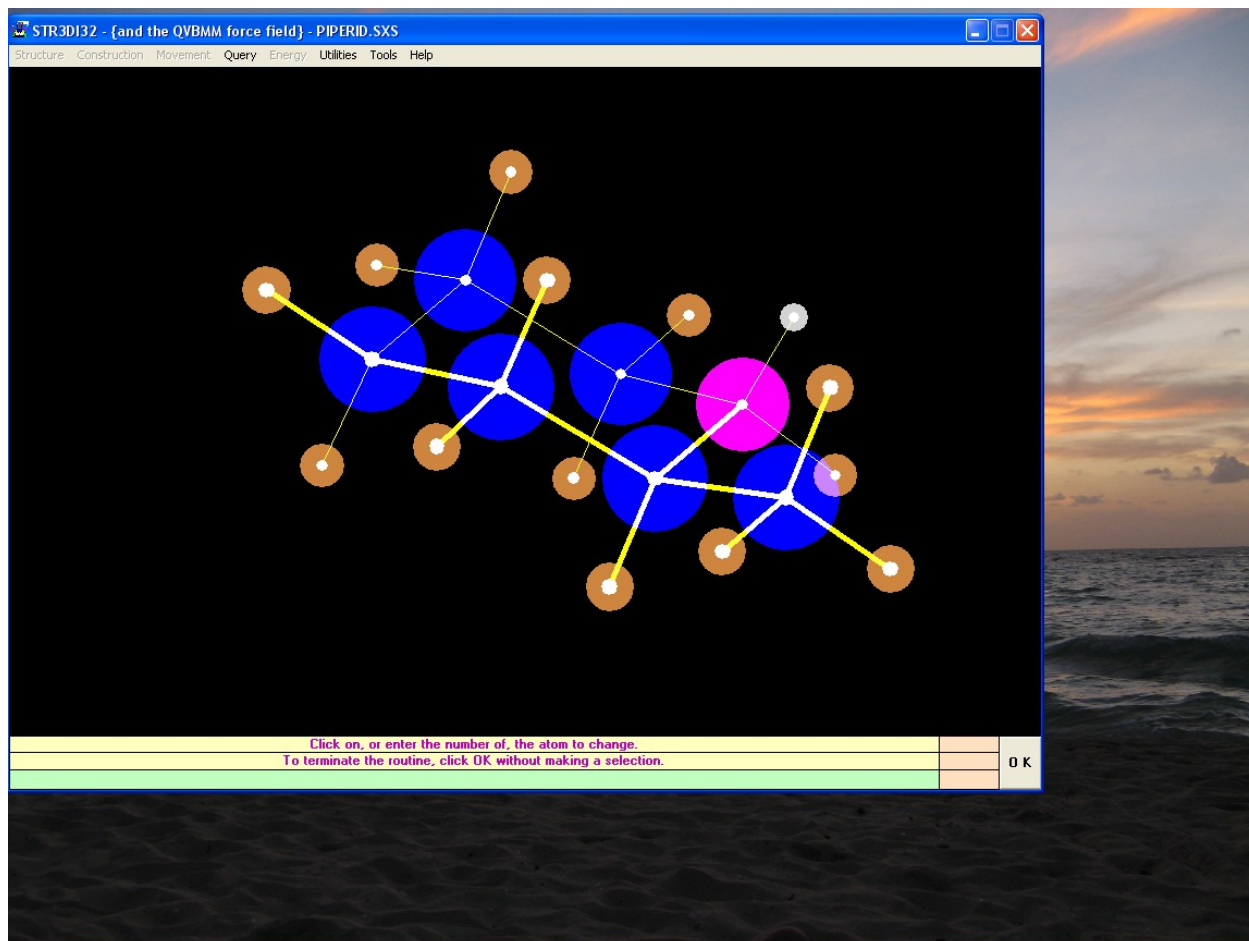 STR3DI32 - {and the QVBMM force field} - PIPERID.SXS
Structure Construction Movement Query Energy Utilities Tools Help
Click on, or enter the number of, the atom to change.
To terminate the routine, click OK without making a selection.
O K